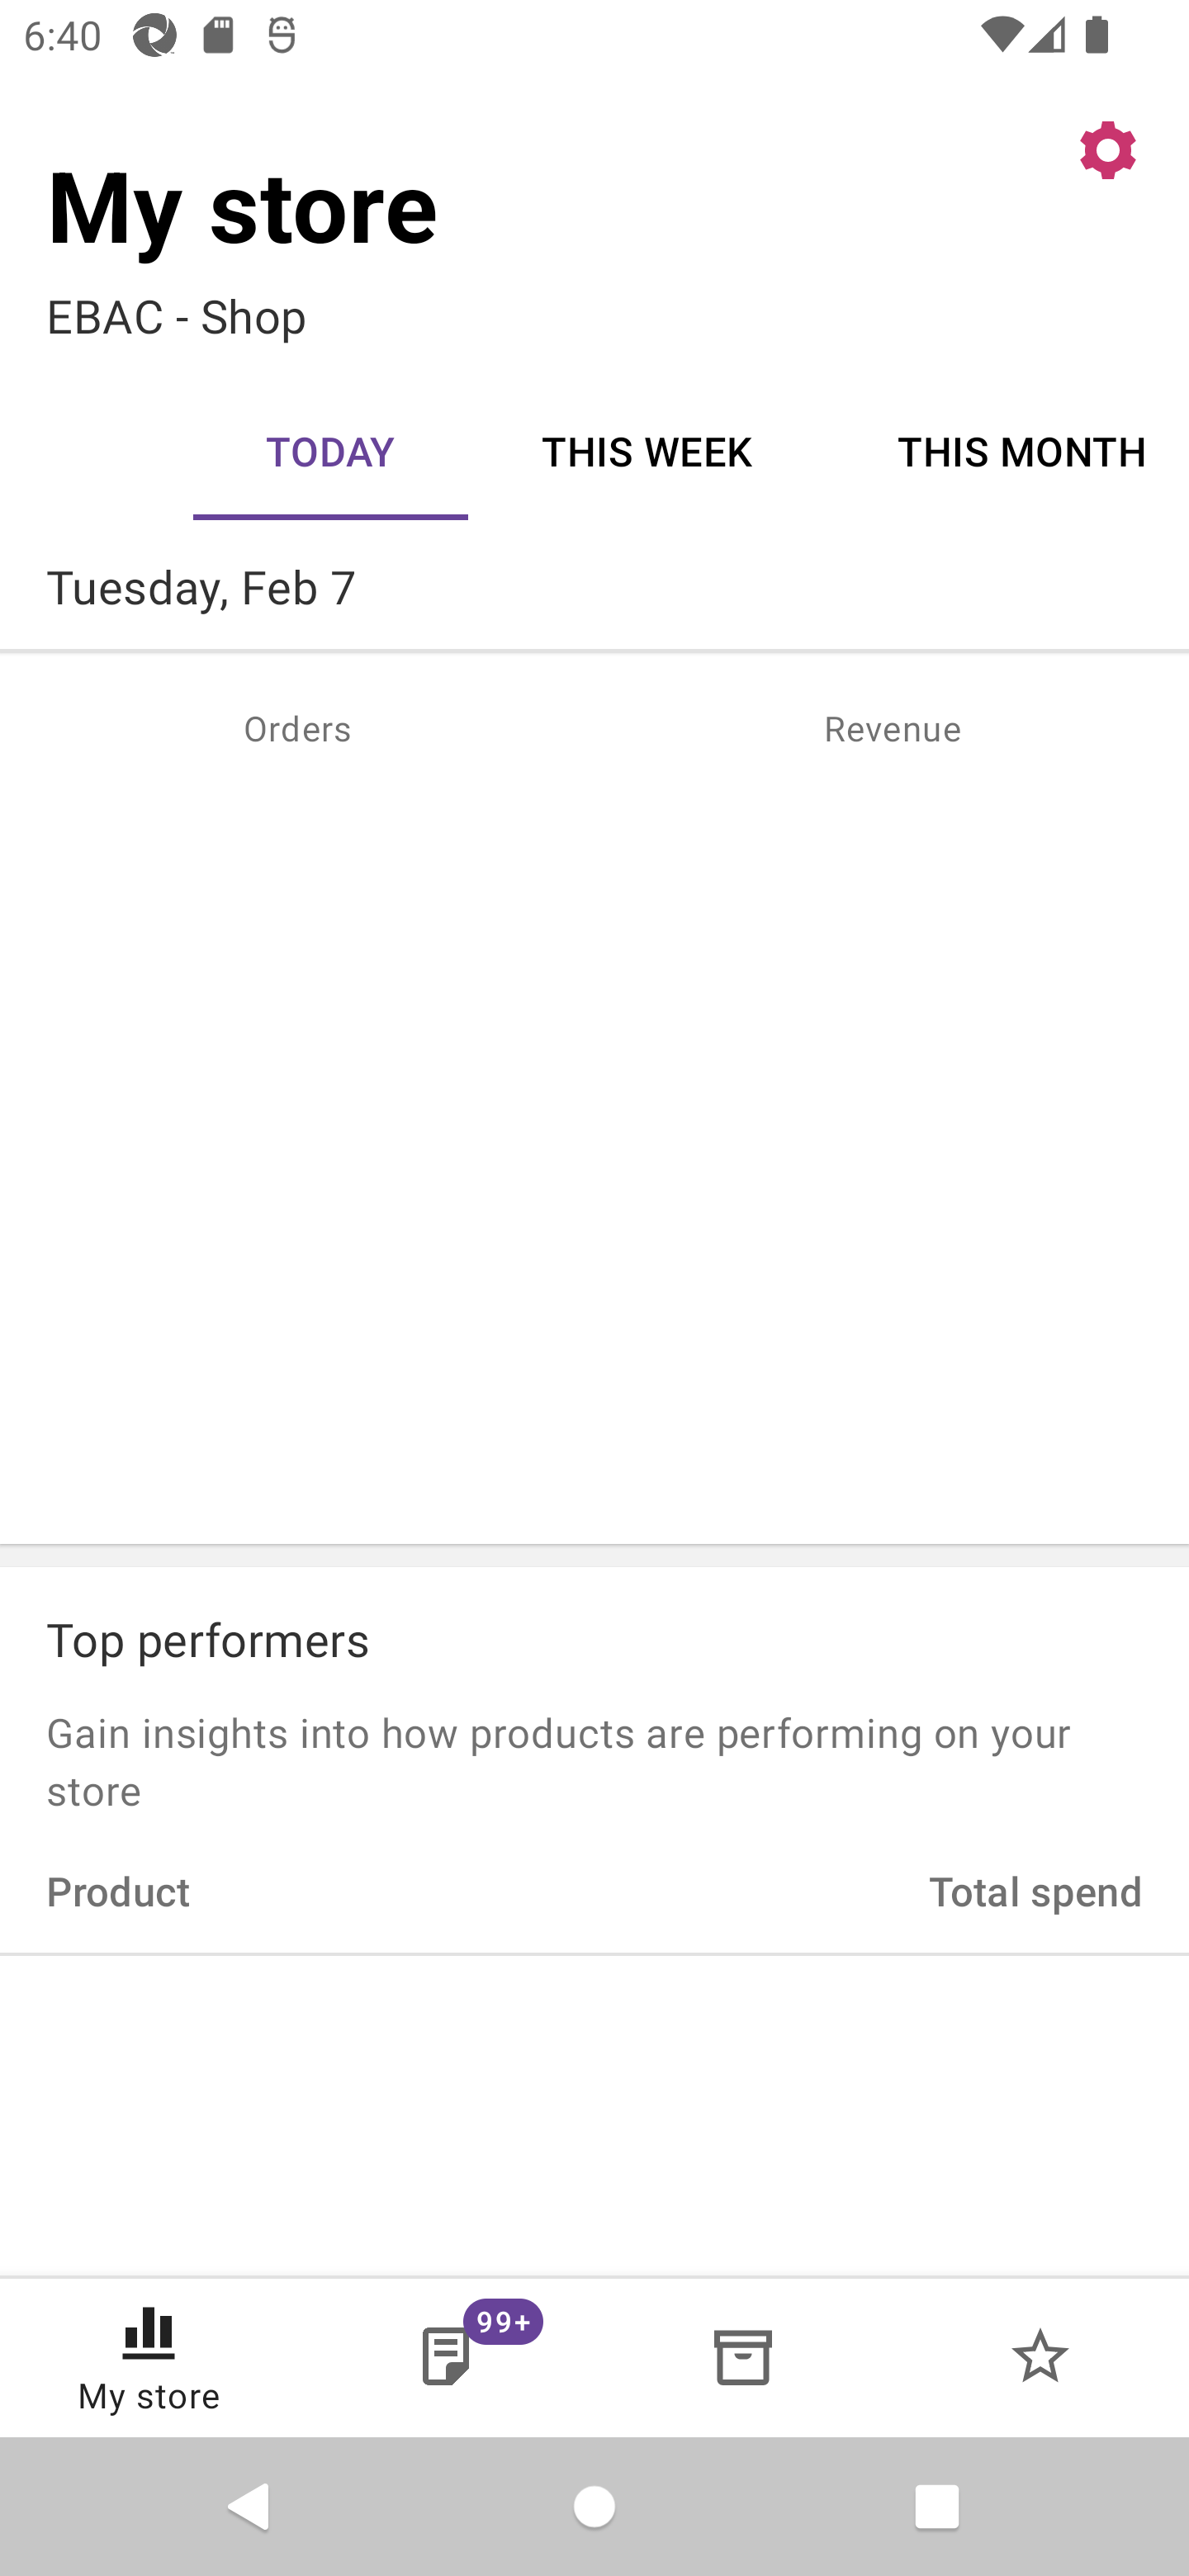 6:40
My store
EBAC - Shop
TODAY THIS WEEK THIS MONTH
Tuesday, Feb 7
Orders Revenue
Top performers
Gain insights into how products are performing on your
store
Product Total spend
99+
My store